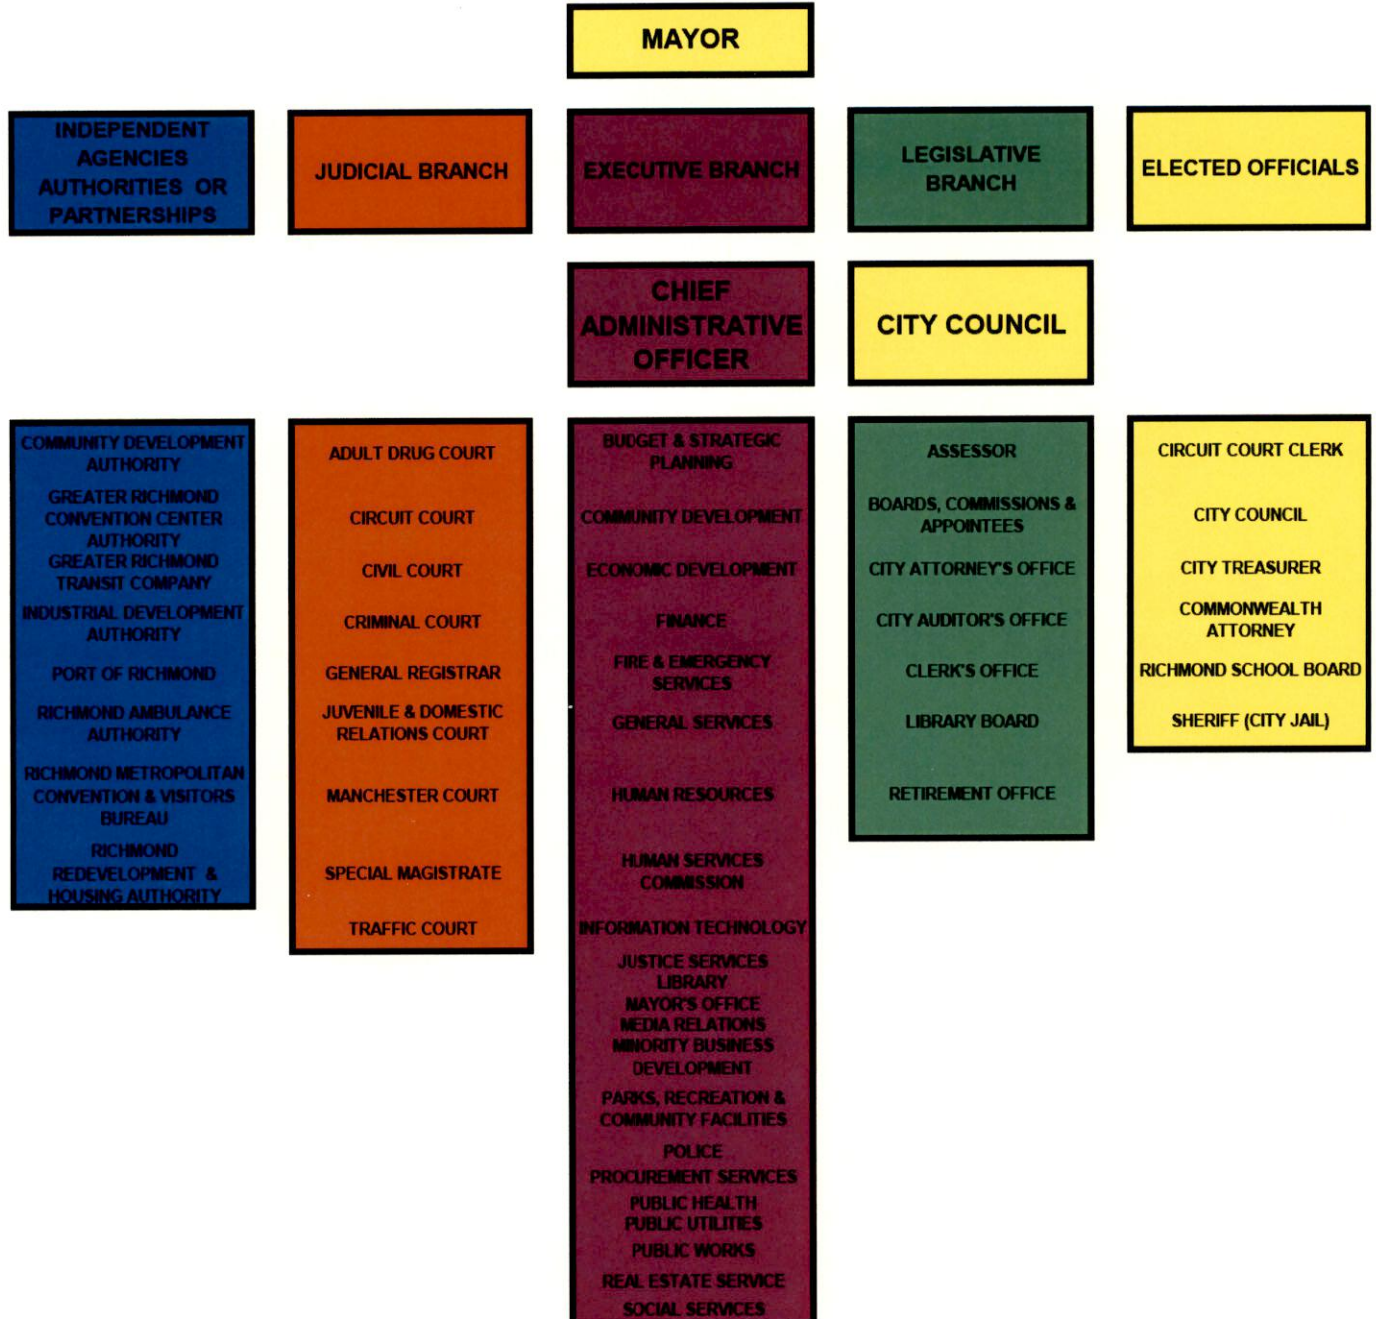 MAYOR
INDEPENDENT
AGENCIES
AUTHORITIES OR
PARTNERSHIPS
JUDICIAL BRANCH
EXECUTIVE BRANCH
LEGISLATIVE
BRANCH
ELECTED OFFICIALS
CHIEF
ADMINISTRATIVE
OFFICER
CITY COUNCIL
COMMUNITY DEVELOPMENT
AUTHORITY
GREATER RICHMOND
CONVENTION CENTER
AUTHORITY
GREATER RICHMOND
TRANSIT COMPANY
INDUSTRIAL DEVELOPMENT
AUTHORITY
PORT OF RICHMOND
RICHMOND AMBULANCE
AUTHORITY
RICHMOND METROPOLITAN
CONVENTION & VISITORS
BUREAU
RICHMOND
REDEVELOPMENT &
HOUSING AUTHORITY
ADULT DRUG COURT
CIRCUIT COURT
CIVIL COURT
CRIMINAL COURT
GENERAL REGISTRAR
JUVENILE & DOMESTIC
RELATIONS COURT
MANCHESTER COURT
SPECIAL MAGISTRATE
TRAFFIC COURT
BUDGET & STRATEGIC
PLANNING
COMMUNITY DEVELOPMENT
ECONOMIC DEVELOPMENT
FINANCE
FIRE & EMERGENCY
SERVICES
GENERAL SERVICES
HUMAN RESOURCES
HUMAN SERVICES
COMMISSION
INFORMATION TECHNOLOGY
JUSTICE SERVICES
LIBRARY
MAYOR'S OFFICE
MEDIA RELATIONS
MINORITY BUSINESS
DEVELOPMENT
PARKS, RECREATION &
COMMUNITY FACILITIES
POLICE
PROCUREMENT SERVICES
PUBLIC HEALTH
PUBLIC UTILITIES
PUBLIC WORKS
REAL ESTATE SERVICE
SOCIAL SERVICES
ASSESSOR
BOARDS, COMMISSIONS &
APPOINTEES
CITY ATTORNEY'S OFFICE
CITY AUDITOR'S OFFICE
CLERK'S OFFICE
LIBRARY BOARD
RETIREMENT OFFICE
CIRCUIT COURT CLERK
CITY COUNCIL
CITY TREASURER
COMMONWEALTH
ATTORNEY
RICHMOND SCHOOL BOARD
SHERIFF (CITY JAIL)